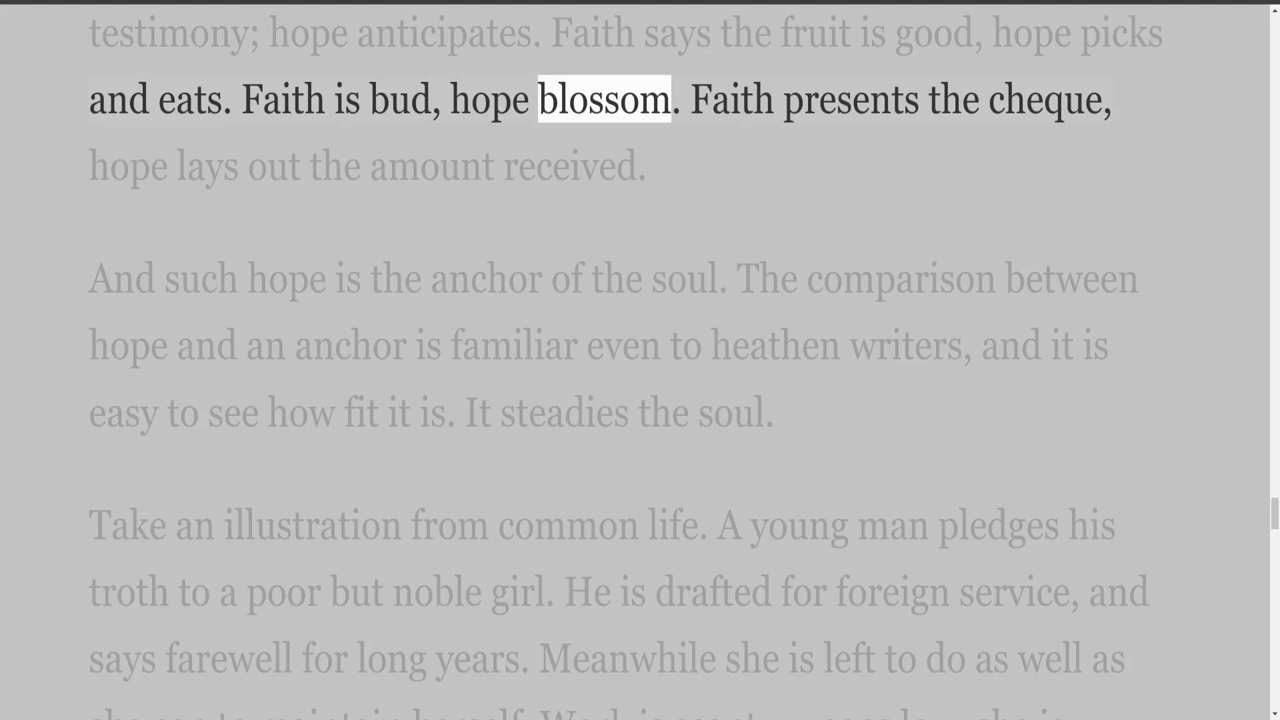 testimony; hope anticipates. Faith says the fruit is good, hope picks
and eats. Faith is bud, hope blossom. Faith presents the cheque,
hope lays out the amount received.
And such hope is the anchor of the soul. The comparison between
hope and an anchor is familiar even to heathen writers, and it is
easy to see how fit it is. It steadies the soul.
Take an illustration from common life. A young man pledges his
troth to a poor but noble girl. He is drafted for foreign service, and
says farewell for long years. Meanwhile she is left to do as well as